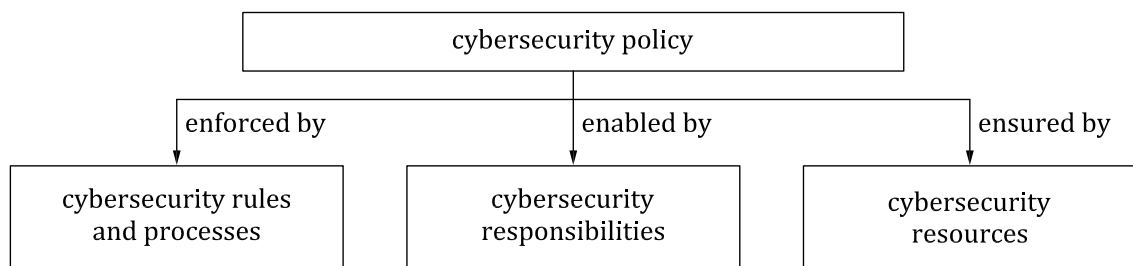 cybersecurity policy
enforced by
enabled by
ensured by
cybersecurity rules
and processes
cybersecurity
responsibilities
cybersecurity
resources